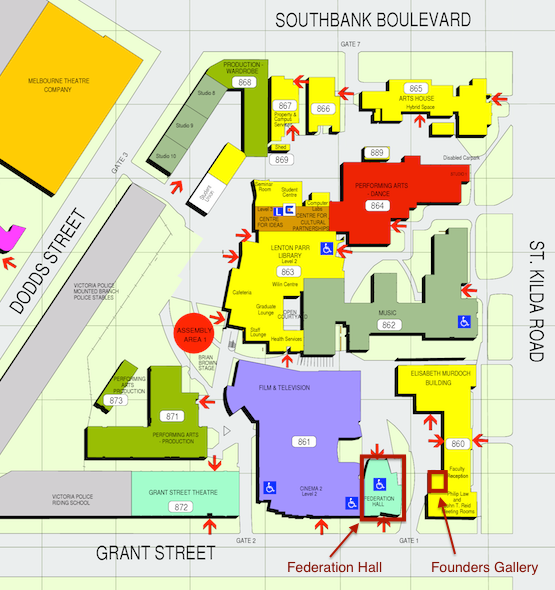 SOUTHBANK BOULEVARD
GATE 7
MELBOURNE THEATRE
COMPANY
PRODUCTION -
WARDROBE
868
Studio 8
Studio 9
Studio 10
867
Property &
Campus
Services
866
865
ARTS HOUSE
Hybrid Space
Shed
869
889
Disabled Carpark
GATE 3
Student
Union
Seminar
Room
Student
Centre
Computer
Labs
Level 3
CENTRE
FOR IDEAS
CENTRE FOR
CULTURAL
PARTNERSHIPS
PERFORMING ARTS
- DANCE
864
STUDIO 1
DODDS STREET
ST. KILDA ROAD
LENTON PARR
LIBRARY
Level 2
863
Wilin Centre
Cafeteria
Graduate
Lounge
OPEN
COURTYARD
Staff
Lounge
Health Services
MUSIC
862
VICTORIA POLICE
MOUNTED BRANCH
POLICE STABLES
ASSEMBLY
AREA 1
BRIAN
BROWN
STAGE
PERFORMING
ARTS
PRODUCTION
873
871
PERFORMING ARTS
PRODUCTION
FILM & TELEVISION
861
CINEMA 2
Level 2
ELISABETH MURDOCH
BUILDING
860
Faculty
Reception
Philip Law
and
John T. Reid
Meeting Rooms
FEDERATION
HALL
VICTORIA POLICE
RIDING SCHOOL
GRANT STREET THEATRE
872
GATE 2
GATE 1
GRANT STREET
Federation Hall
Founders Gallery